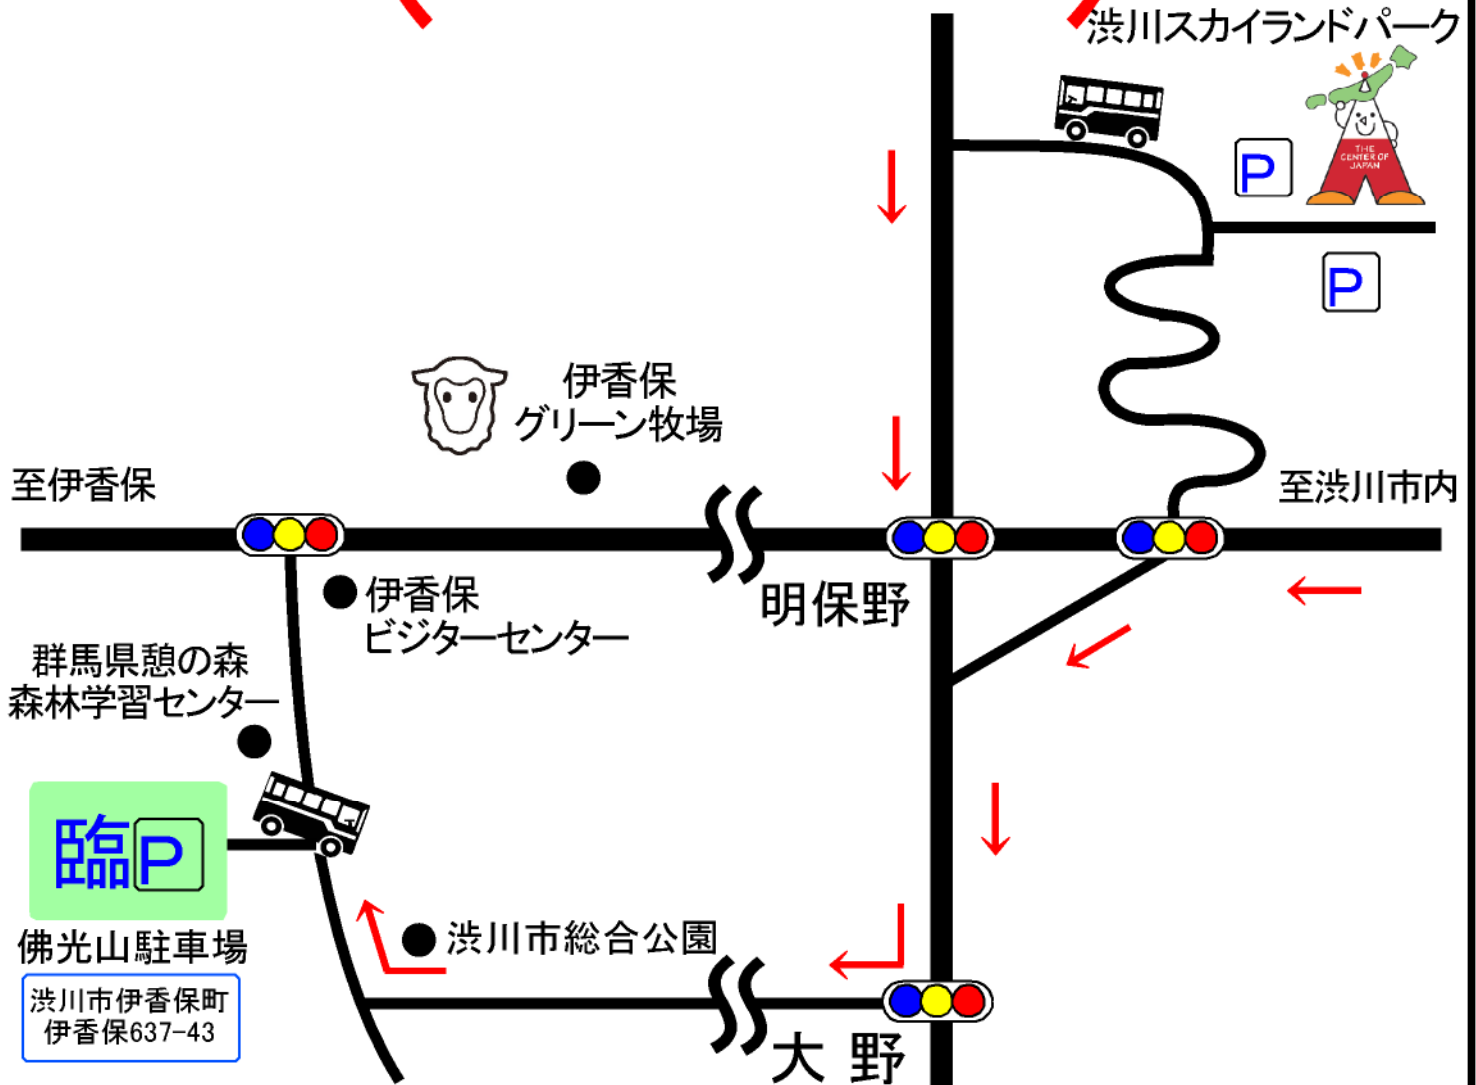 渋川スカイランドパーク
P
THE
CENTER OF
JAPAN
P
伊香保
グリーン牧場
至伊香保
至渋川市内
明保野
伊香保
ビジターセンター
群馬県憩の森
森林学習センター
臨P
佛光山駐車場
渋川市伊香保町
伊香保637-43
渋川市総合公園
大 野